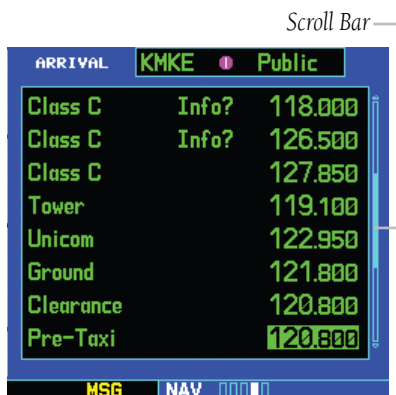 Scroll Bar
ARRIVAL KMKE Public
Class C Info? 118.000
Class C Info? 126.500
Class C 127.850
Tower 119.100
Unicom 122.950
Ground 121.800
Clearance 120.800
Pre-Taxi 120.800
MSG NAV